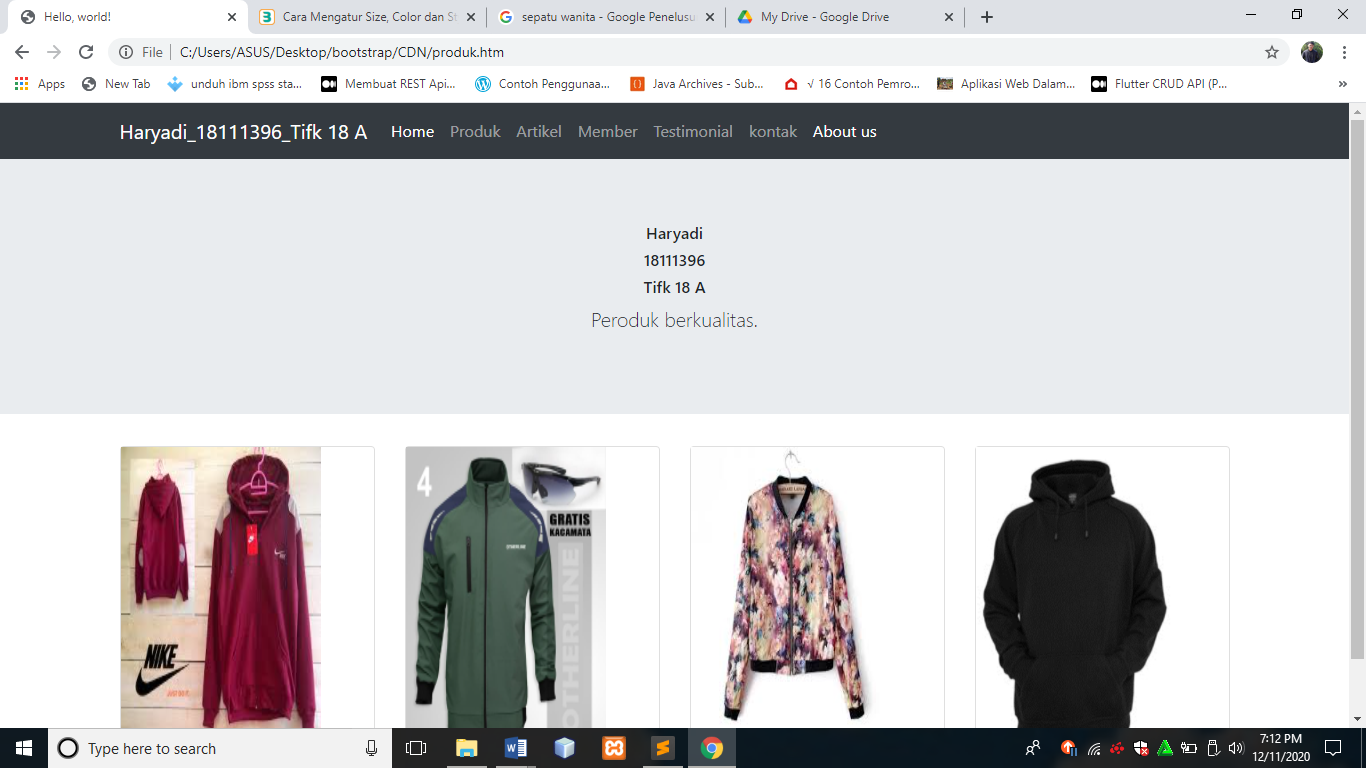 Hello, world!
Cara Mengatur Size, Color dan St
sepatu wanita - Google Penelusu
My Drive - Google Drive
File
C:/Users/ASUS/Desktop/bootstrap/CDN/produk.htm
Apps
New Tab
unduh ibm spss sta...
Membuat REST Api...
Contoh Penggunaa...
Java Archives - Sub...
√ 16 Contoh Pemro...
Aplikasi Web Dalam...
Flutter CRUD API (P...
»
Haryadi_18111396_Tifk 18 A
Home
Produk
Artikel
Member
Testimonial
kontak
About us
Haryadi
18111396
Tifk 18 A
Peroduk berkualitas.
NIKE
JUST DO IT.
4
GRATIS
KACAMATA
OTHERLINE
Type here to search
7:12 PM
12/11/2020